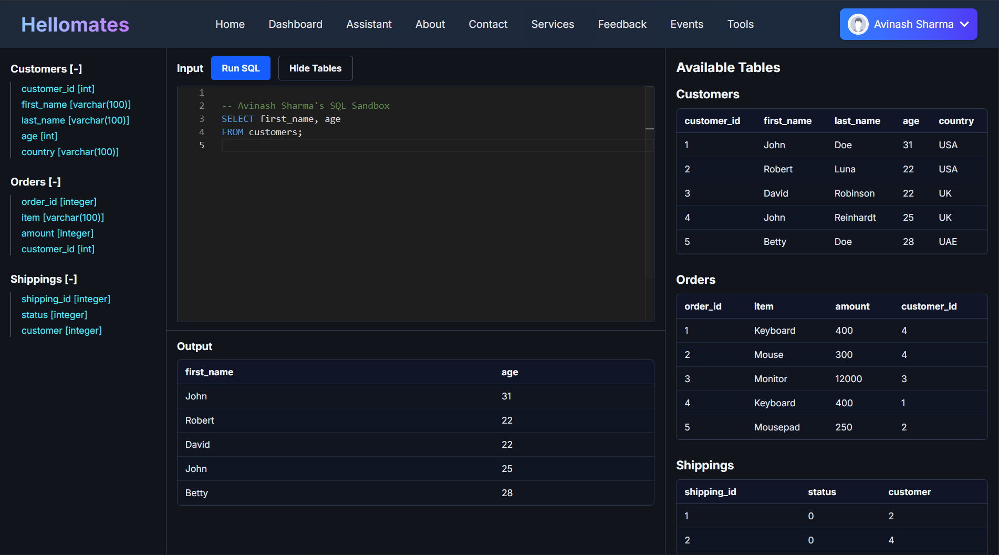 Hellomates
Home Dashboard Assistant About Contact Services Feedback Events Tools
Avinash Sharma
Customers [-]
customer_id [int]
first_name [varchar(100)]
last_name [varchar(100)]
age [int]
country [varchar(100)]
Orders [-]
order_id [integer]
item [varchar(100)]
amount [integer]
customer_id [int]
Shippings [-]
shipping_id [integer]
status [integer]
customer [integer]
Input Run SQL Hide Tables
1
2 -- Avinash Sharma's SQL Sandbox
3 SELECT first_name, age
4 FROM customers;
5
Output
first_name age
John 31
Robert 22
David 22
John 25
Betty 28
Available Tables
Customers
customer_id first_name last_name age country
1 John Doe 31 USA
2 Robert Luna 22 USA
3 David Robinson 22 UK
4 John Reinhardt 25 UK
5 Betty Doe 28 UAE
Orders
order_id item amount customer_id
1 Keyboard 400 4
2 Mouse 300 4
3 Monitor 12000 3
4 Keyboard 400 1
5 Mousepad 250 2
Shippings
shipping_id status customer
1 0 2
2 0 4